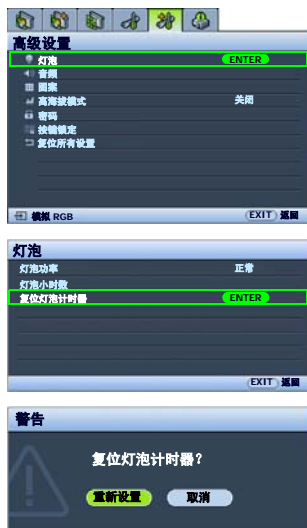 高级设置
灯泡 ENTER
音频
图案
高海拔模式 关闭
密码
按键锁定
复位所有设置
模拟 RGB EXIT 返回
灯泡
灯泡功率 正常
灯泡小时数
复位灯泡计时器 ENTER
EXIT 返回
警告
复位灯泡计时器？
重新设置 取消